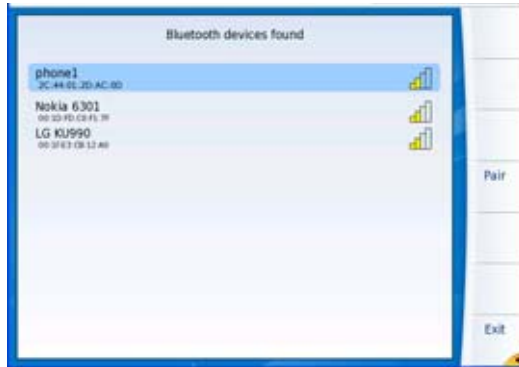 Bluetooth devices found
phone1
2C:44:01:2D:AC:0D
Nokia 6301
LG KU990
Pair
Exit